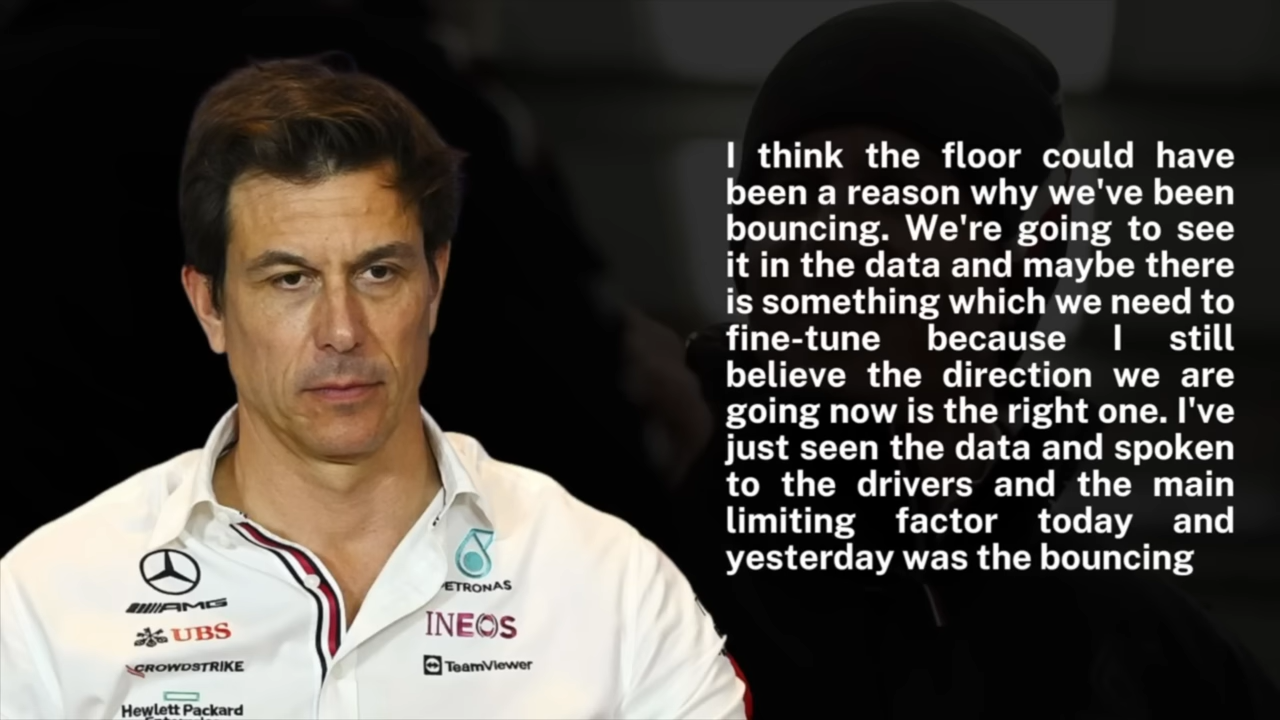 I think the floor could have
been a reason why we've been
bouncing. We're going to see
it in the data and maybe there
is something which we need to
fine-tune because I still
believe the direction we are
going now is the right one. I've
just seen the data and spoken
to the drivers and the main
limiting factor today and
yesterday was the bouncing
AMG
UBS
CROWDSTRIKE
Hewlett Packard
PETRONAS
INEOS
TeamViewer